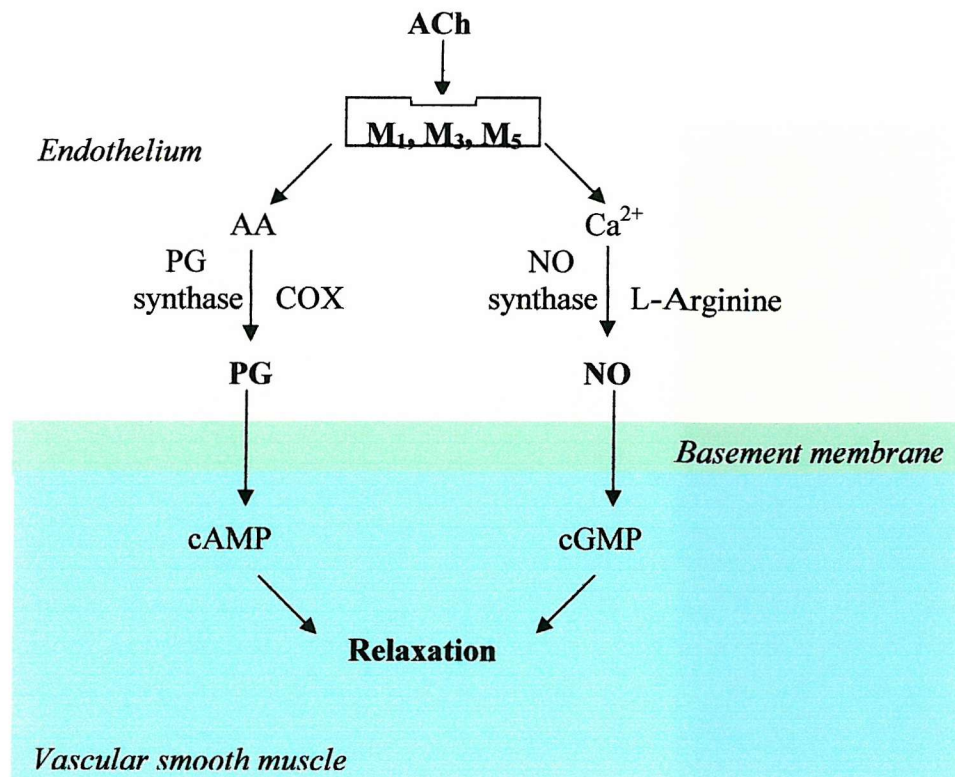 ACh
M₁, M₃, M₅
Endothelium
AA
Ca²⁺
PG
synthase
COX
NO
synthase
L-Arginine
PG
NO
Basement membrane
cAMP
cGMP
Relaxation
Vascular smooth muscle